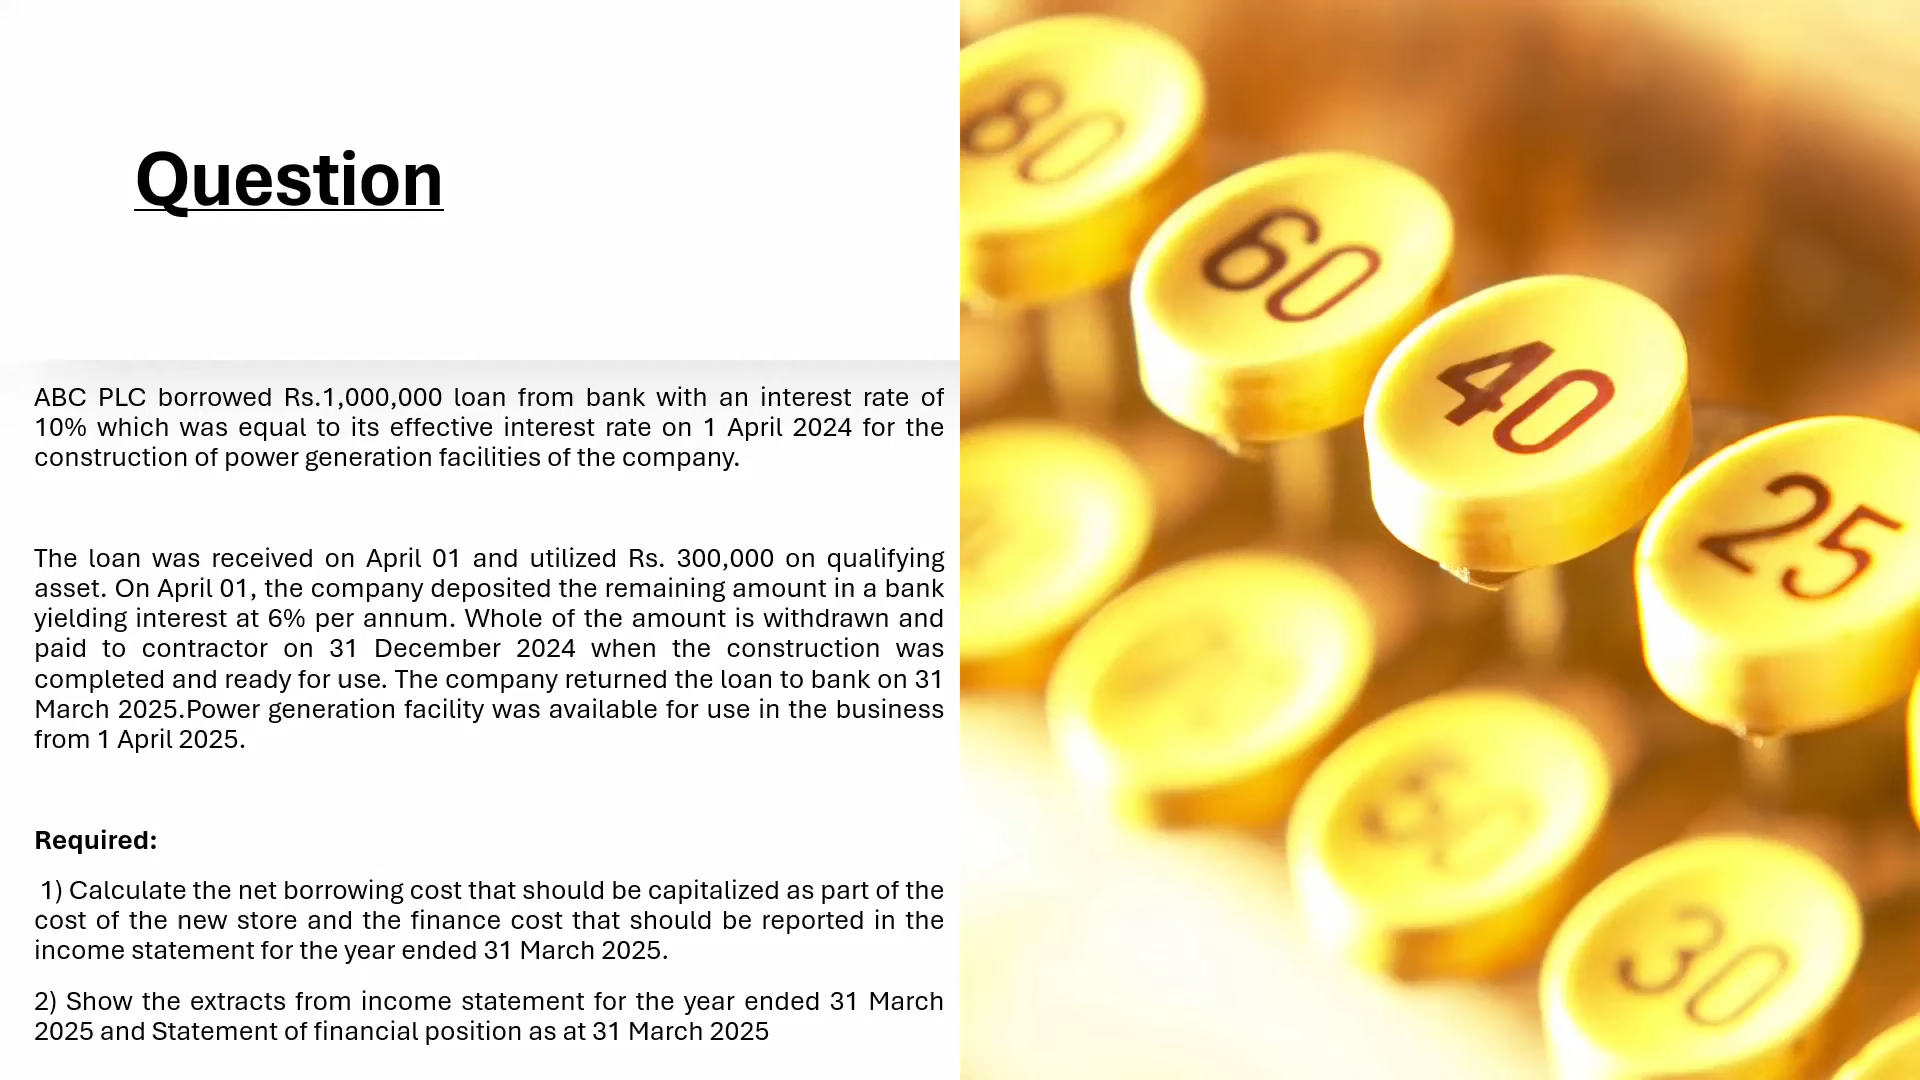 Question
ABC PLC borrowed Rs.1,000,000 loan from bank with an interest rate of
10% which was equal to its effective interest rate on 1 April 2024 for the
construction of power generation facilities of the company.
The loan was received on April 01 and utilized Rs. 300,000 on qualifying
asset. On April 01, the company deposited the remaining amount in a bank
yielding interest at 6% per annum. Whole of the amount is withdrawn and
paid to contractor on 31 December 2024 when the construction was
completed and ready for use. The company returned the loan to bank on 31
March 2025.Power generation facility was available for use in the business
from 1 April 2025.
Required:
1) Calculate the net borrowing cost that should be capitalized as part of the
cost of the new store and the finance cost that should be reported in the
income statement for the year ended 31 March 2025.
2) Show the extracts from income statement for the year ended 31 March
2025 and Statement of financial position as at 31 March 2025
80
60
40
25
30